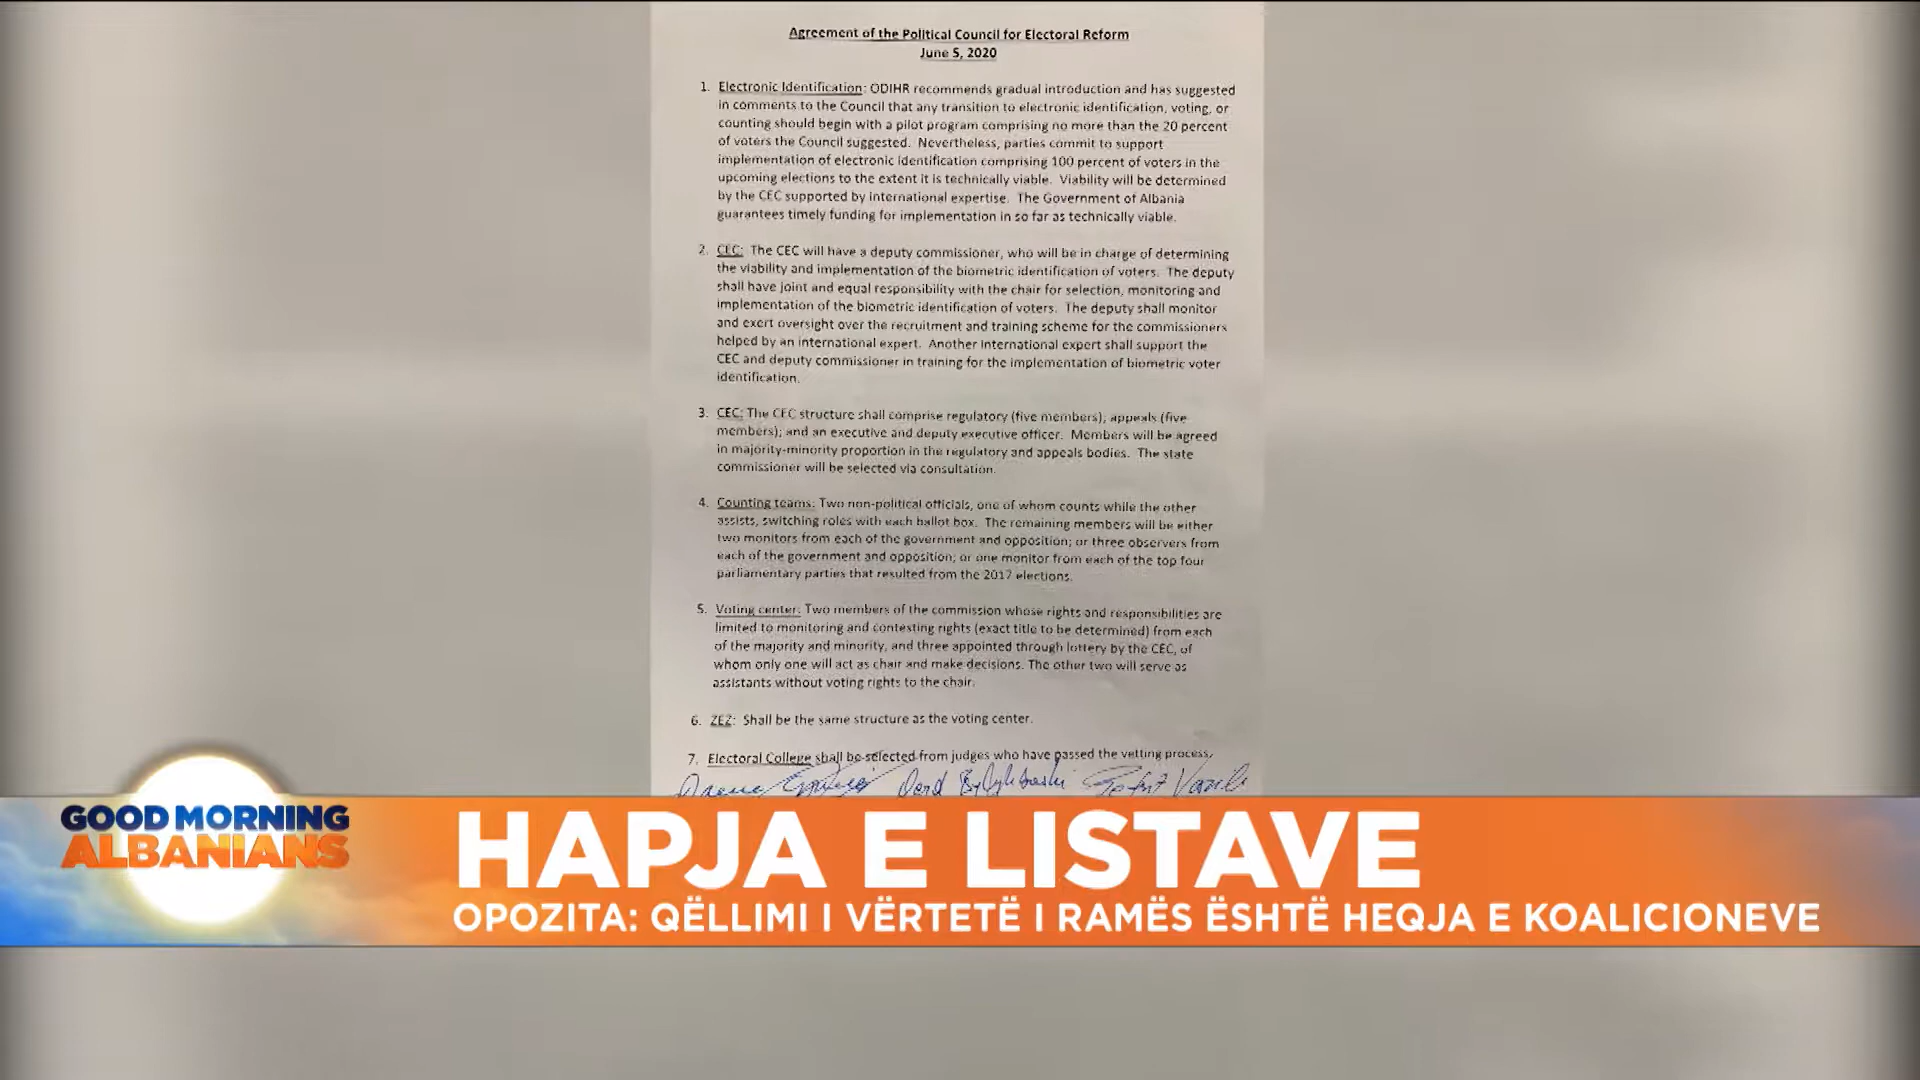 Agreement of the Political Council for Electoral Reform
June 5, 2020
1. Electronic Identification: ODIHR recommends gradual introduction and has suggested
in comments to the Council that any transition to electronic identification, voting, or
counting should begin with a pilot program comprising no more than the 20 percent
of voters the Council suggested. Nevertheless, parties commit to support
implementation of electronic identification comprising 100 percent of voters in the
upcoming elections to the extent it is technically viable. Viability will be determined
by the CEC supported by international expertise. The Government of Albania
guarantees timely funding for implementation in so far as technically viable.
2. CEC: The CEC will have a deputy commissioner, who will be in charge of determining
the viability and implementation of the biometric identification of voters. The deputy
shall have joint and equal responsibility with the chair for selection, monitoring and
implementation of the biometric identification of voters. The deputy shall monitor
and exert oversight over the recruitment and training scheme for the commissioners
helped by an international expert. Another international expert shall support the
CEC and deputy commissioner in training for the implementation of biometric voter
identification.
3. CEC: The CEC structure shall comprise regulatory (five members); appeals (five
members); and an executive and deputy executive officer. Members will be agreed
in majority-minority proportion in the regulatory and appeals bodies. The state
commissioner will be selected via consultation.
4. Counting teams: Two non-political officials, one of whom counts while the other
assists, switching roles with each ballot box. The remaining members will be either
two monitors from each of the government and opposition; or three observers from
each of the government and opposition; or one monitor from each of the top four
parliamentary parties that resulted from the 2017 elections.
5. Voting center: Two members of the commission whose rights and responsibilities are
limited to monitoring and contesting rights (exact title to be determined) from each
of the majority and minority, and three appointed through lottery by the CEC, of
whom only one will act as chair and make decisions. The other two will serve as
assistants without voting rights to the chair.
6. ZEZ: Shall be the same structure as the voting center.
7. Electoral College shall be selected from judges who have passed the vetting process.
GOOD MORNING
ALBANIANS
HAPJA E LISTAVE
OPOZITA: QËLLIMI I VËRTETË I RAMËS ËSHTË HEQJA E KOALICIONEVE